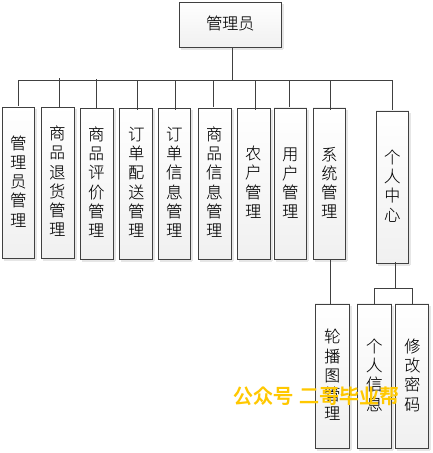 管理员
管理员管理
商品退货管理
商品评价管理
订单配送管理
订单信息管理
商品信息管理
农户管理
用户管理
系统管理
个人中心
轮播图管理
个人信息
修改密码
公众号 二哥毕业帮